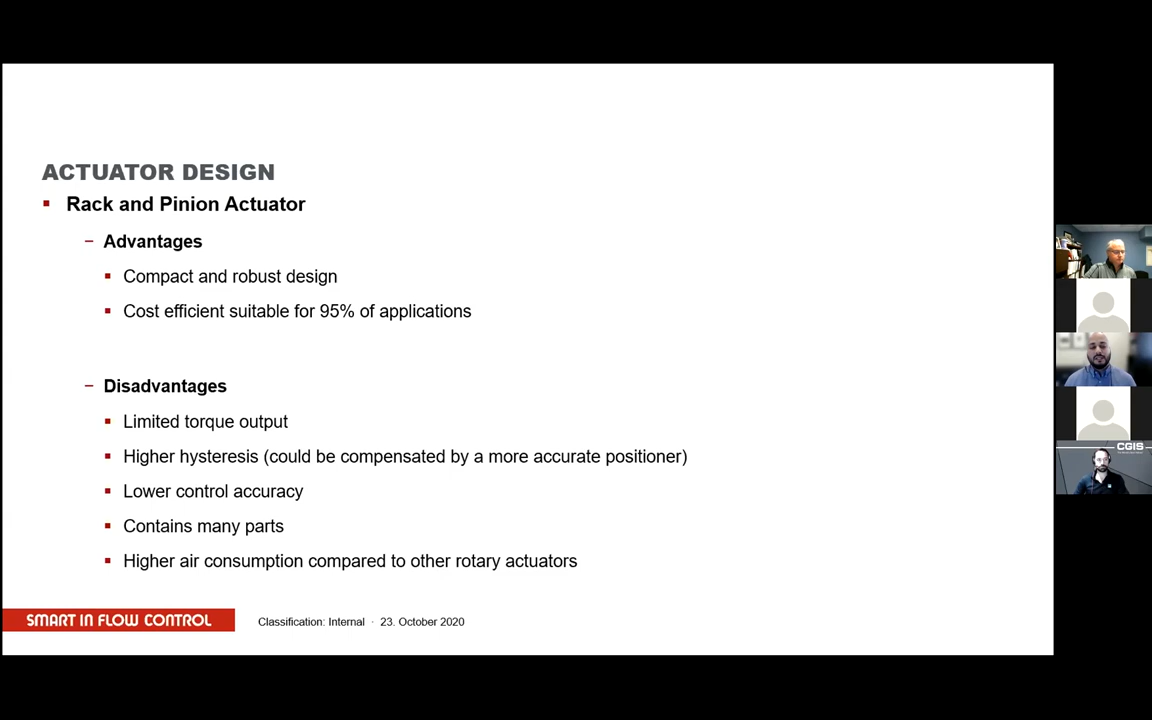 ACTUATOR DESIGN
▪ Rack and Pinion Actuator
– Advantages
▪ Compact and robust design
▪ Cost efficient suitable for 95% of applications
– Disadvantages
▪ Limited torque output
▪ Higher hysteresis (could be compensated by a more accurate positioner)
▪ Lower control accuracy
▪ Contains many parts
▪ Higher air consumption compared to other rotary actuators
SMART IN FLOW CONTROL
Classification: Internal · 23. October 2020
CGIS